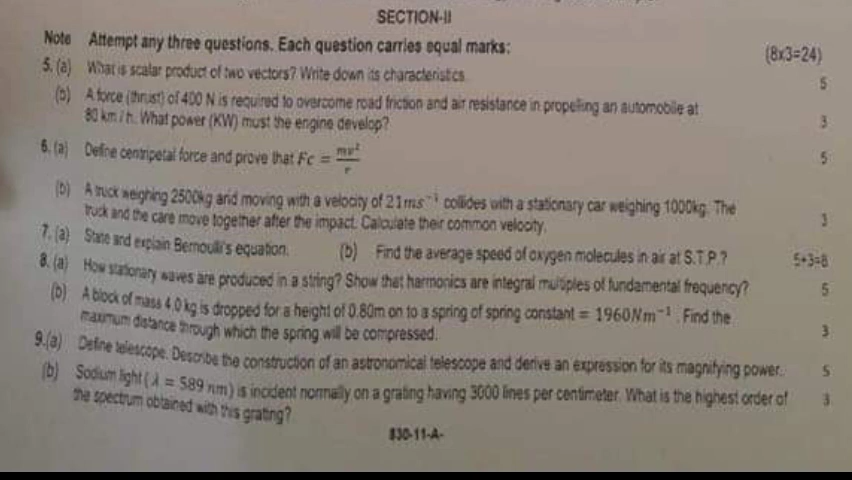 SECTION-II
Note Attempt any three questions. Each question carries equal marks: (8x3=24)
5. (a) What is scalar product of two vectors? Write down its characteristics. 5
(b) A force (thrust) of 400 N is required to overcome road friction and air resistance in propelling an automobile at
80 km / h. What power (KW) must the engine develop? 3
6. (a) Define centripetal force and prove that Fc = mv²/r 5
(b) A truck weighing 2500kg and moving with a velocity of 21ms⁻¹ collides with a stationary car weighing 1000kg. The
truck and the care move together after the impact. Calculate their common velocity. 3
7. (a) State and explain Bernoulli's equation. (b) Find the average speed of oxygen molecules in air at S.T.P.? 5+3=8
8. (a) How stationary waves are produced in a string? Show that harmonics are integral multiples of fundamental frequency? 5
(b) A block of mass 4.0 kg is dropped for a height of 0.80m on to a spring of spring constant = 1960Nm⁻¹. Find the
maximum distance through which the spring will be compressed. 3
9.(a) Define telescope. Describe the construction of an astronomical telescope and derive an expression for its magnifying power. 5
(b) Sodium light (λ = 589 nm) is incident normally on a grating having 3000 lines per centimeter. What is the highest order of
the spectrum obtained with this grating? 3
830-11-A-